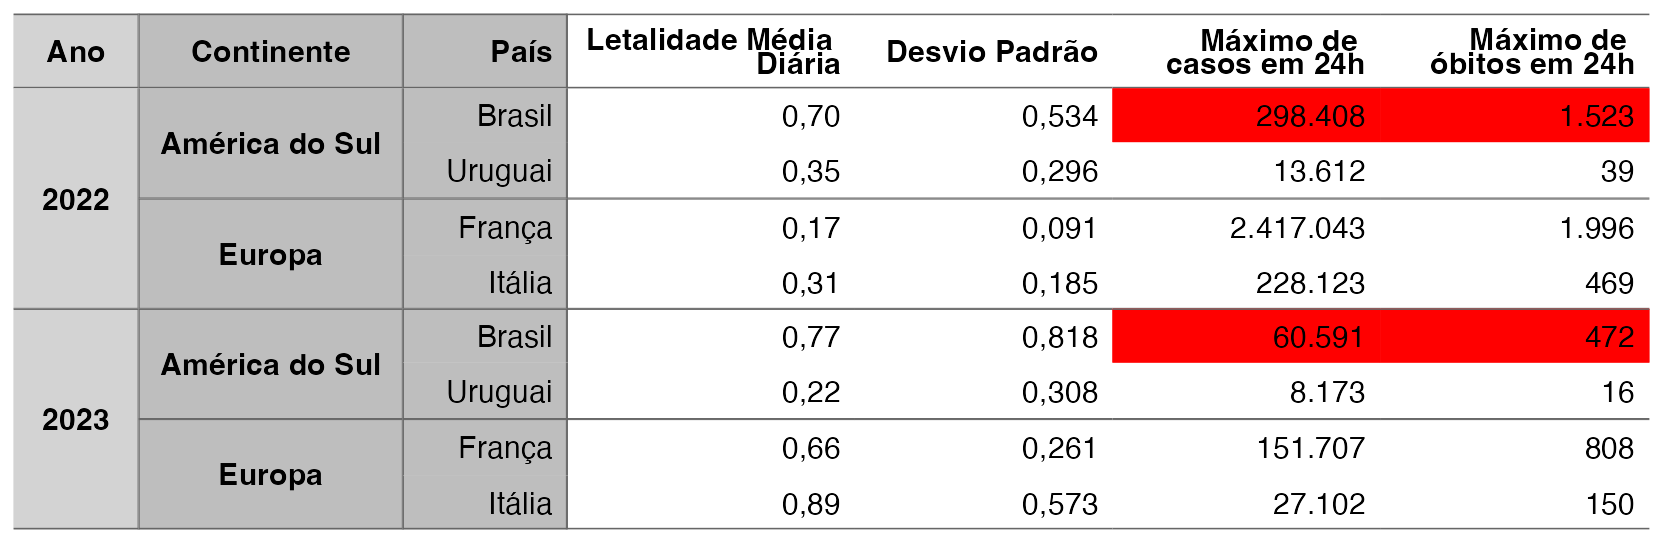 Ano Continente País Letalidade Média Diária Desvio Padrão Máximo de casos em 24h Máximo de óbitos em 24h
2022 América do Sul Brasil 0,70 0,534 298.408 1.523
Uruguai 0,35 0,296 13.612 39
Europa França 0,17 0,091 2.417.043 1.996
Itália 0,31 0,185 228.123 469
2023 América do Sul Brasil 0,77 0,818 60.591 472
Uruguai 0,22 0,308 8.173 16
Europa França 0,66 0,261 151.707 808
Itália 0,89 0,573 27.102 150